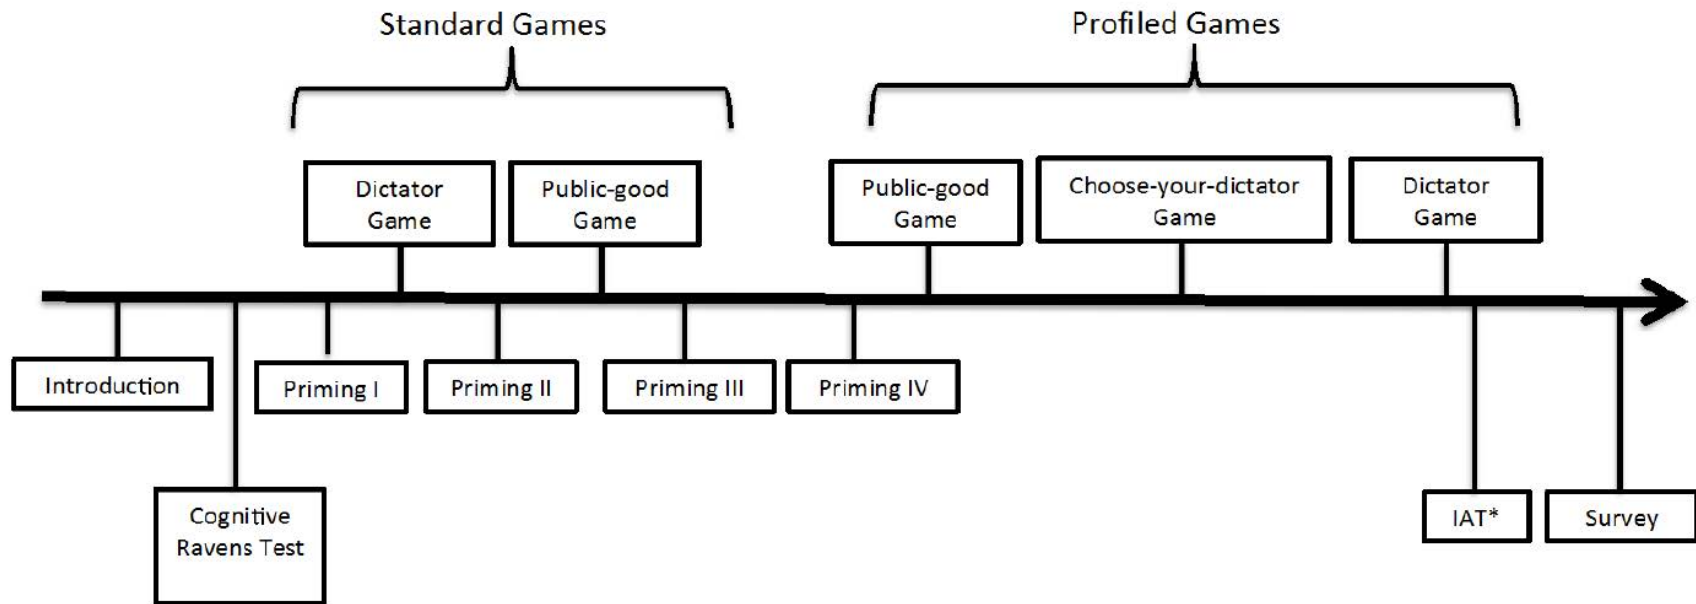 Standard Games
Profiled Games
Dictator
Game
Public-good
Game
Public-good
Game
Choose-your-dictator
Game
Dictator
Game
Introduction
Priming I
Priming II
Priming III
Priming IV
Cognitive
Ravens Test
IAT*
Survey